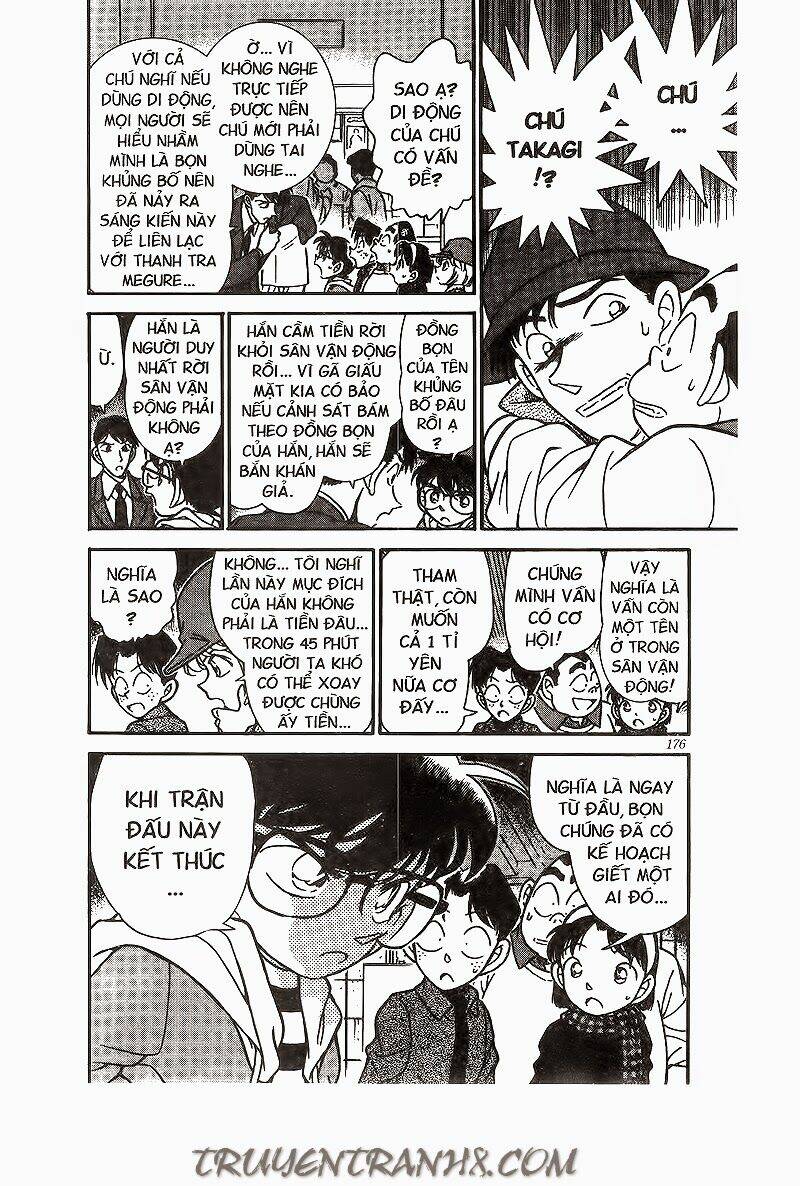 CHÚ
...
CHÚ
TAKAGI
!?
SAO Ạ?
DI ĐỘNG
CỦA CHÚ
CÓ VẤN
ĐỀ?
Ờ... VÌ
KHÔNG NGHE
TRỰC TIẾP
ĐƯỢC NÊN
CHÚ MỚI PHẢI
DÙNG TAI
NGHE...
VỚI CẢ
CHÚ NGHĨ NẾU
DÙNG DI ĐỘNG,
MỌI NGƯỜI SẼ
HIỂU NHẦM
MÌNH LÀ BỌN
KHỦNG BỐ NÊN
ĐÃ NẢY RA
SÁNG KIẾN NÀY
ĐỂ LIÊN LẠC
VỚI THANH TRA
MEGURE...
ĐỒNG
BỌN
CỦA TÊN
KHỦNG
BỐ ĐÂU
RỒI Ạ
?
HẮN CẦM TIỀN RỜI
KHỎI SÂN VẬN ĐỘNG
RỒI... VÌ GÃ GIẤU
MẶT KIA CÓ BẢO
NẾU CẢNH SÁT BÁM
THEO ĐỒNG BỌN
CỦA HẮN, HẮN SẼ
BẮN KHÁN
GIẢ.
HẮN LÀ
NGƯỜI DUY
NHẤT RỜI
SÂN VẬN
ĐỘNG PHẢI
KHÔNG
Ạ?
Ừ.
VẬY
NGHĨA LÀ
VẪN CÒN
MỘT TÊN
Ở TRONG
SÂN VẬN
ĐỘNG!
CHÚNG
MÌNH VẪN
CÓ CƠ
HỘI!
THAM
THẬT, CÒN
MUỐN
CẢ 1 TỈ
YÊN
NỮA CƠ
ĐẤY...
KHÔNG... TÔI NGHĨ
LẦN NÀY MỤC ĐÍCH
CỦA HẮN KHÔNG
PHẢI LÀ TIỀN ĐÂU...
TRONG 45 PHÚT
NGƯỜI TA KHÓ
CÓ THỂ XOAY
ĐƯỢC CHỪNG
ẤY TIỀN...
NGHĨA
LÀ SAO
?
176
NGHĨA LÀ NGAY
TỪ ĐẦU, BỌN
CHÚNG ĐÃ CÓ
KẾ HOẠCH
GIẾT MỘT
AI ĐÓ...
KHI TRẬN
ĐẤU NÀY
KẾT THÚC
...
TRUYENTRANH8.COM